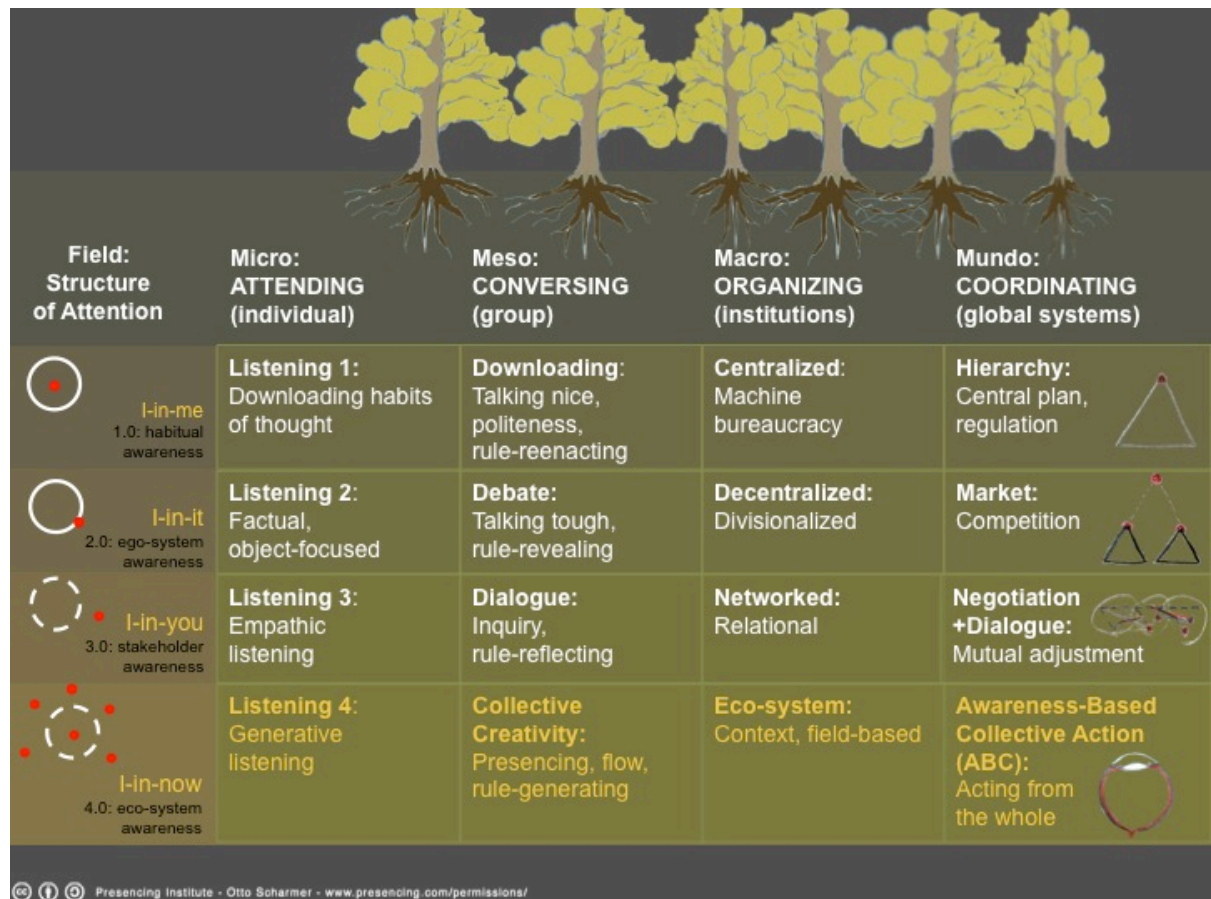 Field:
Structure
of Attention
Micro:
ATTENDING
(individual)
Meso:
CONVERSING
(group)
Macro:
ORGANIZING
(institutions)
Mundo:
COORDINATING
(global systems)
I-in-me
1.0: habitual
awareness
Listening 1:
Downloading habits
of thought
Downloading:
Talking nice,
politeness,
rule-reenacting
Centralized:
Machine
bureaucracy
Hierarchy:
Central plan,
regulation
I-in-it
2.0: ego-system
awareness
Listening 2:
Factual,
object-focused
Debate:
Talking tough,
rule-revealing
Decentralized:
Divisionalized
Market:
Competition
I-in-you
3.0: stakeholder
awareness
Listening 3:
Empathic
listening
Dialogue:
Inquiry,
rule-reflecting
Networked:
Relational
Negotiation
+Dialogue:
Mutual adjustment
I-in-now
4.0: eco-system
awareness
Listening 4:
Generative
listening
Collective
Creativity:
Presencing, flow,
rule-generating
Eco-system:
Context, field-based
Awareness-Based
Collective Action
(ABC):
Acting from
the whole
cc Presencing Institute - Otto Scharmer - www.presencing.com/permissions/